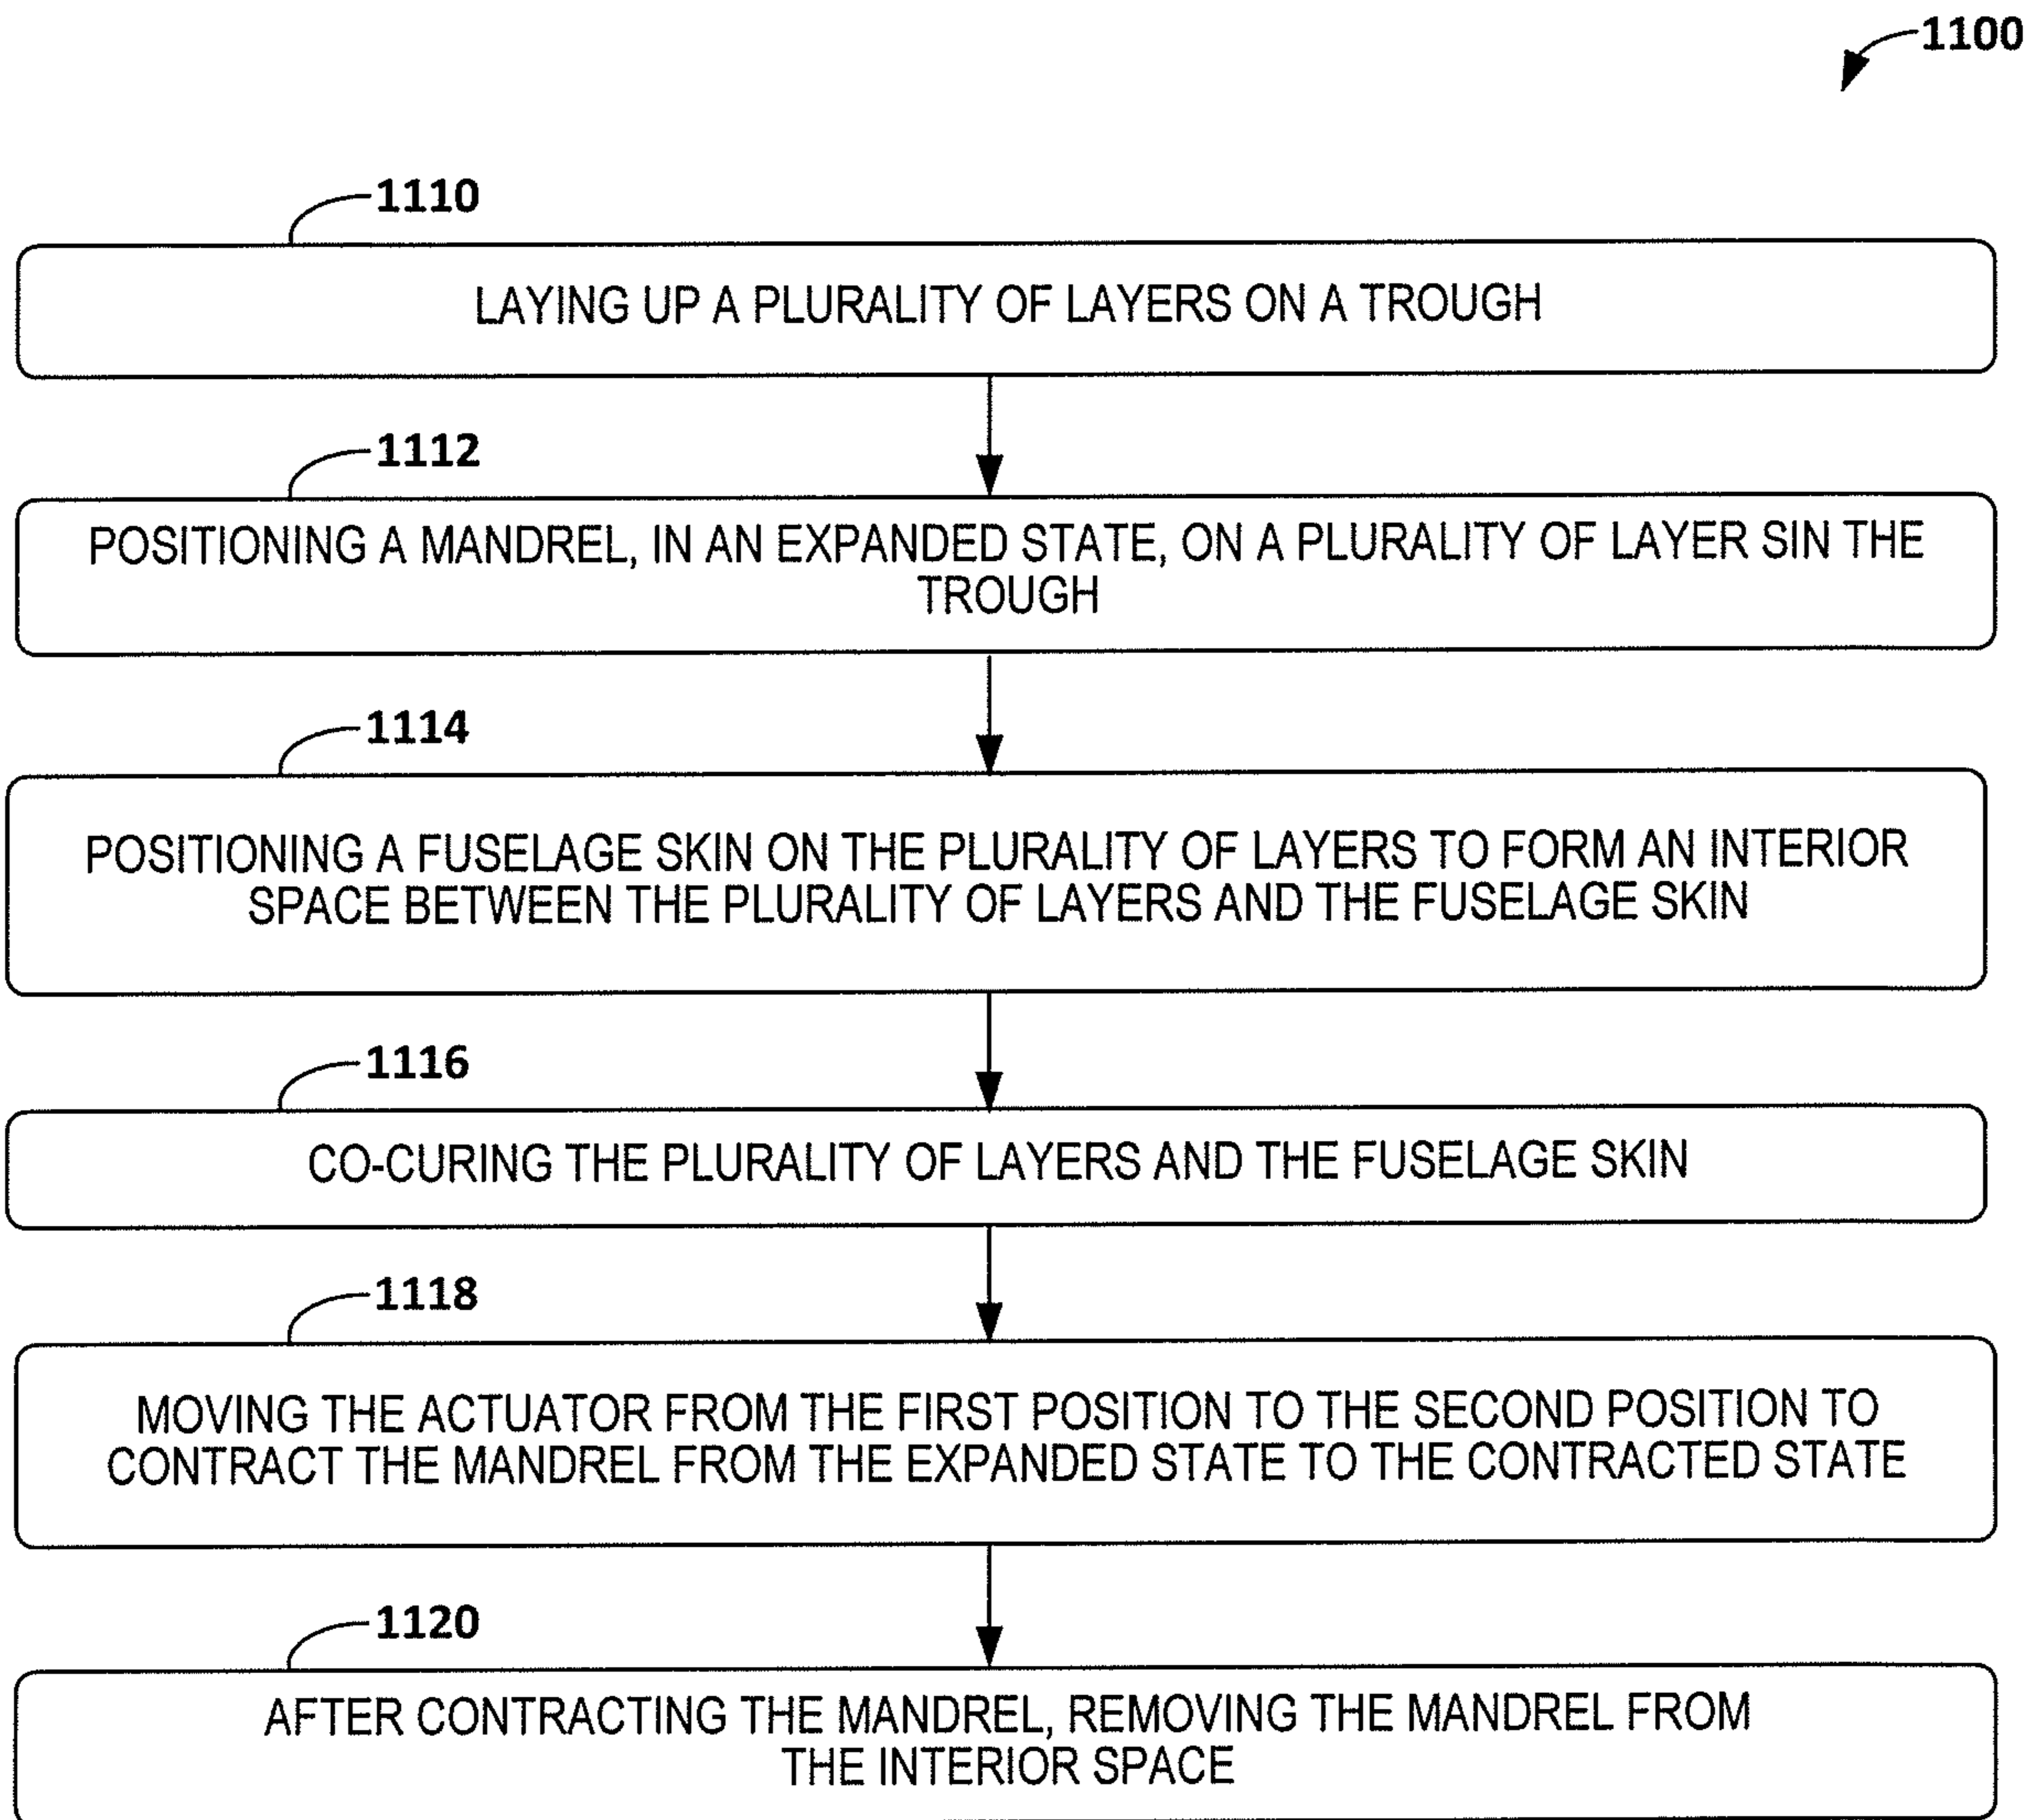 1100
1110
LAYING UP A PLURALITY OF LAYERS ON A TROUGH
1112
POSITIONING A MANDREL, IN AN EXPANDED STATE, ON A PLURALITY OF LAYER SIN THE
TROUGH
1114
POSITIONING A FUSELAGE SKIN ON THE PLURALITY OF LAYERS TO FORM AN INTERIOR
SPACE BETWEEN THE PLURALITY OF LAYERS AND THE FUSELAGE SKIN
1116
CO-CURING THE PLURALITY OF LAYERS AND THE FUSELAGE SKIN
1118
MOVING THE ACTUATOR FROM THE FIRST POSITION TO THE SECOND POSITION TO
CONTRACT THE MANDREL FROM THE EXPANDED STATE TO THE CONTRACTED STATE
1120
AFTER CONTRACTING THE MANDREL, REMOVING THE MANDREL FROM
THE INTERIOR SPACE